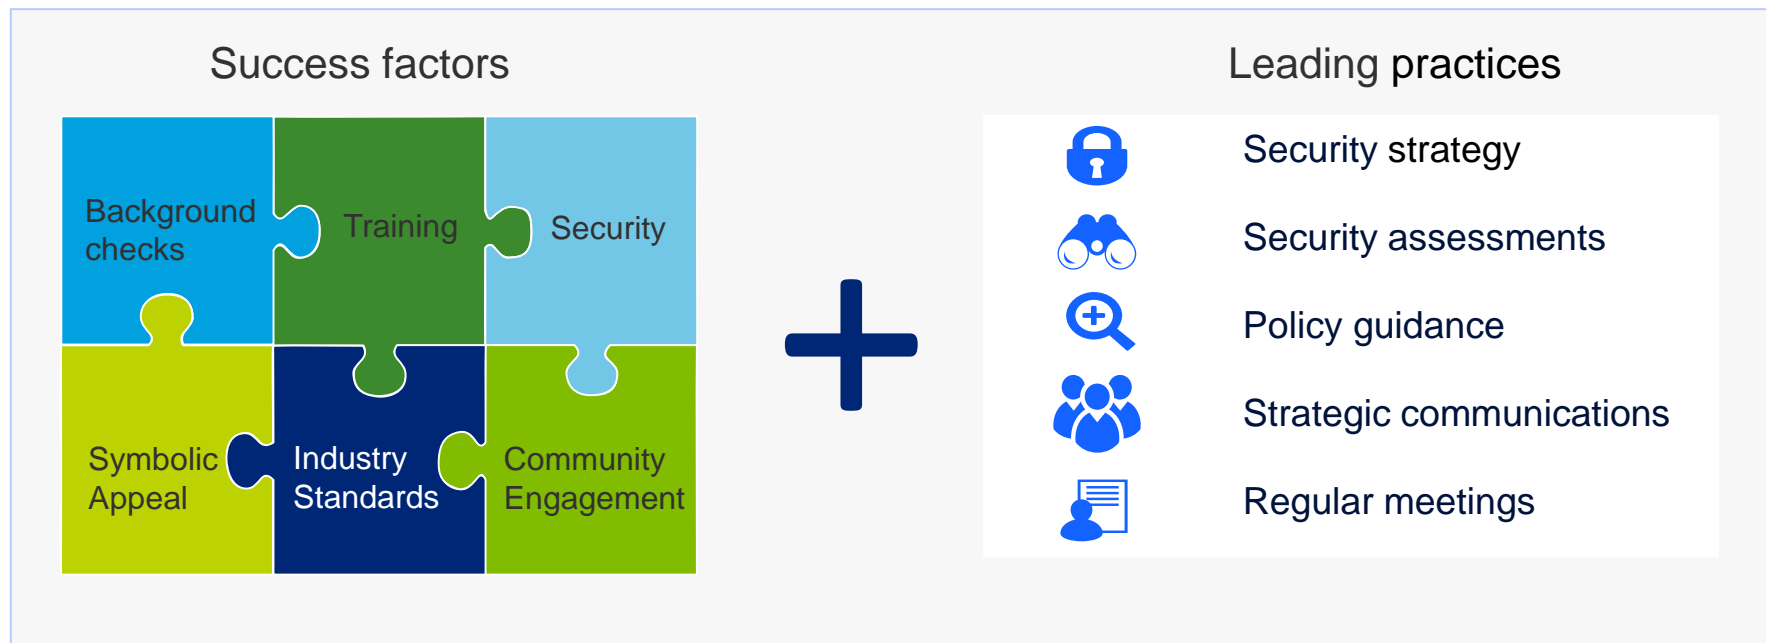 Success factors
Background
checks
Training
Security
Symbolic
Appeal
Industry
Standards
Community
Engagement
Leading practices
Security strategy
Security assessments
Policy guidance
Strategic communications
Regular meetings